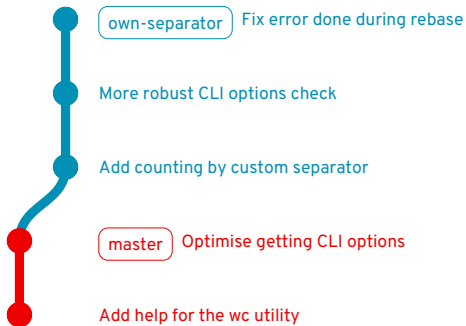 own-separator Fix error done during rebase
More robust CLI options check
Add counting by custom separator
master Optimise getting CLI options
Add help for the wc utility